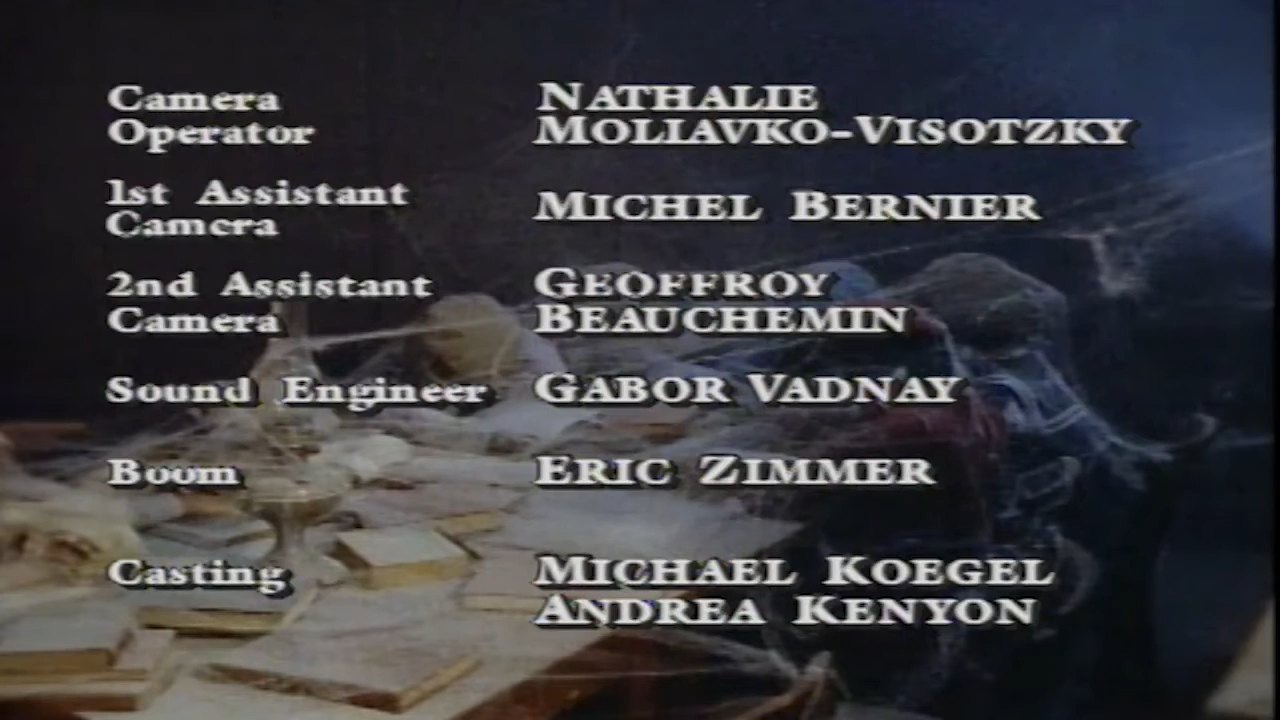 Camera
Operator
NATHALIE
MOLIAVKO-VISOTZKY
1st Assistant
Camera
MICHEL BERNIER
2nd Assistant
Camera
GEOFFROY
BEAUCHEMIN
Sound Engineer GABOR VADNAY
Boom ERIC ZIMMER
Casting MICHAEL KOEGEL
ANDREA KENYON